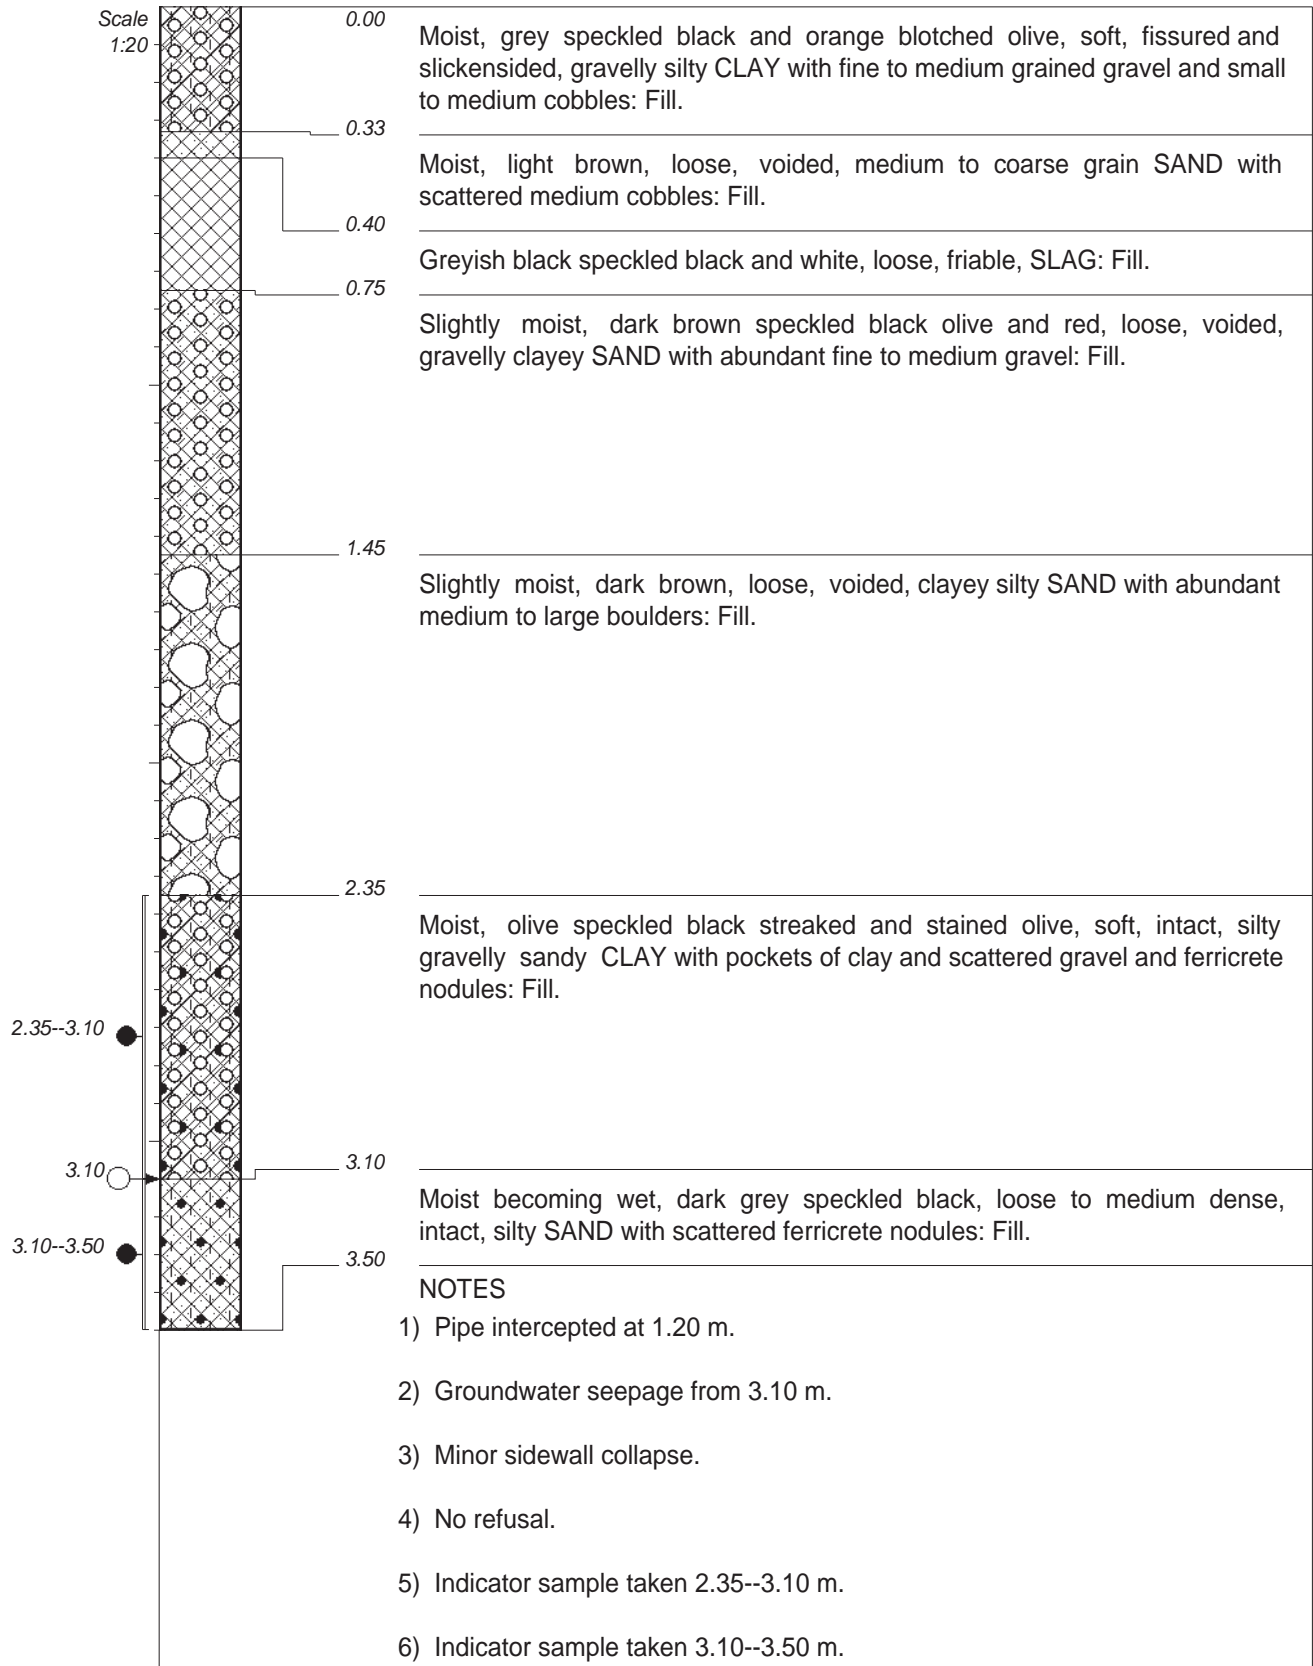 Scale
1:20
0.00
Moist, grey speckled black and orange blotched olive, soft, fissured and
slickensided, gravelly silty CLAY with fine to medium grained gravel and small
to medium cobbles: Fill.
0.33
Moist, light brown, loose, voided, medium to coarse grain SAND with
scattered medium cobbles: Fill.
0.40
Greyish black speckled black and white, loose, friable, SLAG: Fill.
0.75
Slightly moist, dark brown speckled black olive and red, loose, voided,
gravelly clayey SAND with abundant fine to medium gravel: Fill.
1.45
Slightly moist, dark brown, loose, voided, clayey silty SAND with abundant
medium to large boulders: Fill.
2.35
Moist, olive speckled black streaked and stained olive, soft, intact, silty
gravelly sandy CLAY with pockets of clay and scattered gravel and ferricrete
nodules: Fill.
2.35--3.10
3.10
3.10
Moist becoming wet, dark grey speckled black, loose to medium dense,
intact, silty SAND with scattered ferricrete nodules: Fill.
3.10--3.50
3.50
NOTES
1) Pipe intercepted at 1.20 m.
2) Groundwater seepage from 3.10 m.
3) Minor sidewall collapse.
4) No refusal.
5) Indicator sample taken 2.35--3.10 m.
6) Indicator sample taken 3.10--3.50 m.